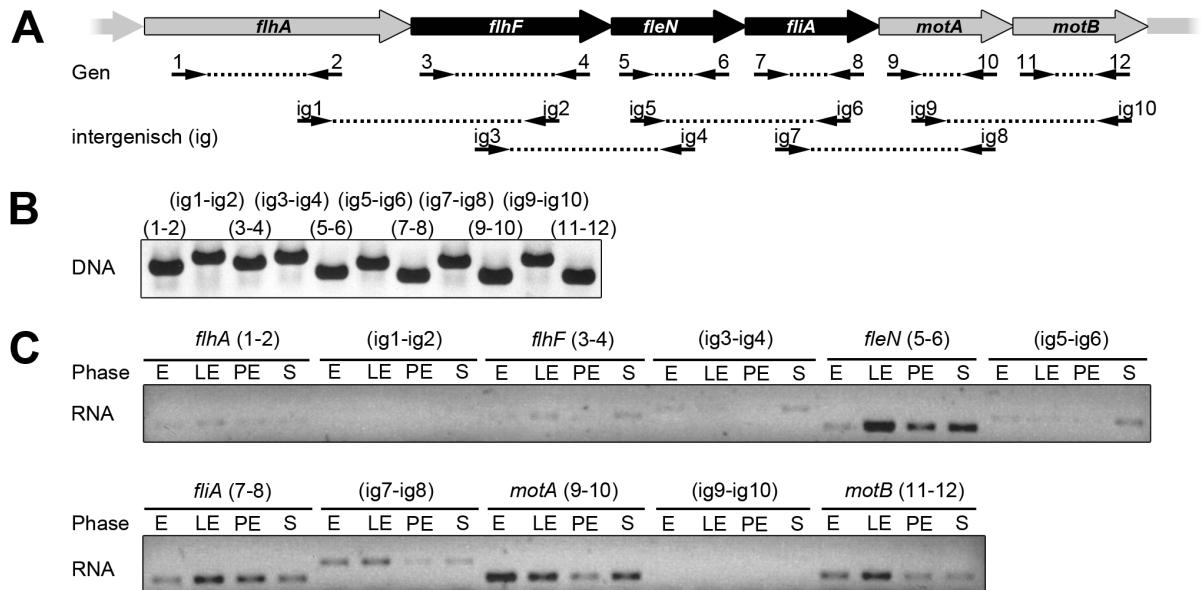 A
flhA flhF fleN fliA motA motB
Gen
1 2 3 4 5 6 7 8 9 10 11 12
ig1 ig2 ig5 ig6 ig9 ig10
intergenisch (ig)
ig3 ig4 ig7 ig8
B
(ig1-ig2) (ig3-ig4) (ig5-ig6) (ig7-ig8) (ig9-ig10)
(1-2) (3-4) (5-6) (7-8) (9-10) (11-12)
DNA
C
flhA (1-2) (ig1-ig2) flhF (3-4) (ig3-ig4) fleN (5-6) (ig5-ig6)
Phase E LE PE S E LE PE S E LE PE S E LE PE S E LE PE S E LE PE S
RNA
fliA (7-8) (ig7-ig8) motA (9-10) (ig9-ig10) motB (11-12)
Phase E LE PE S E LE PE S E LE PE S E LE PE S E LE PE S
RNA